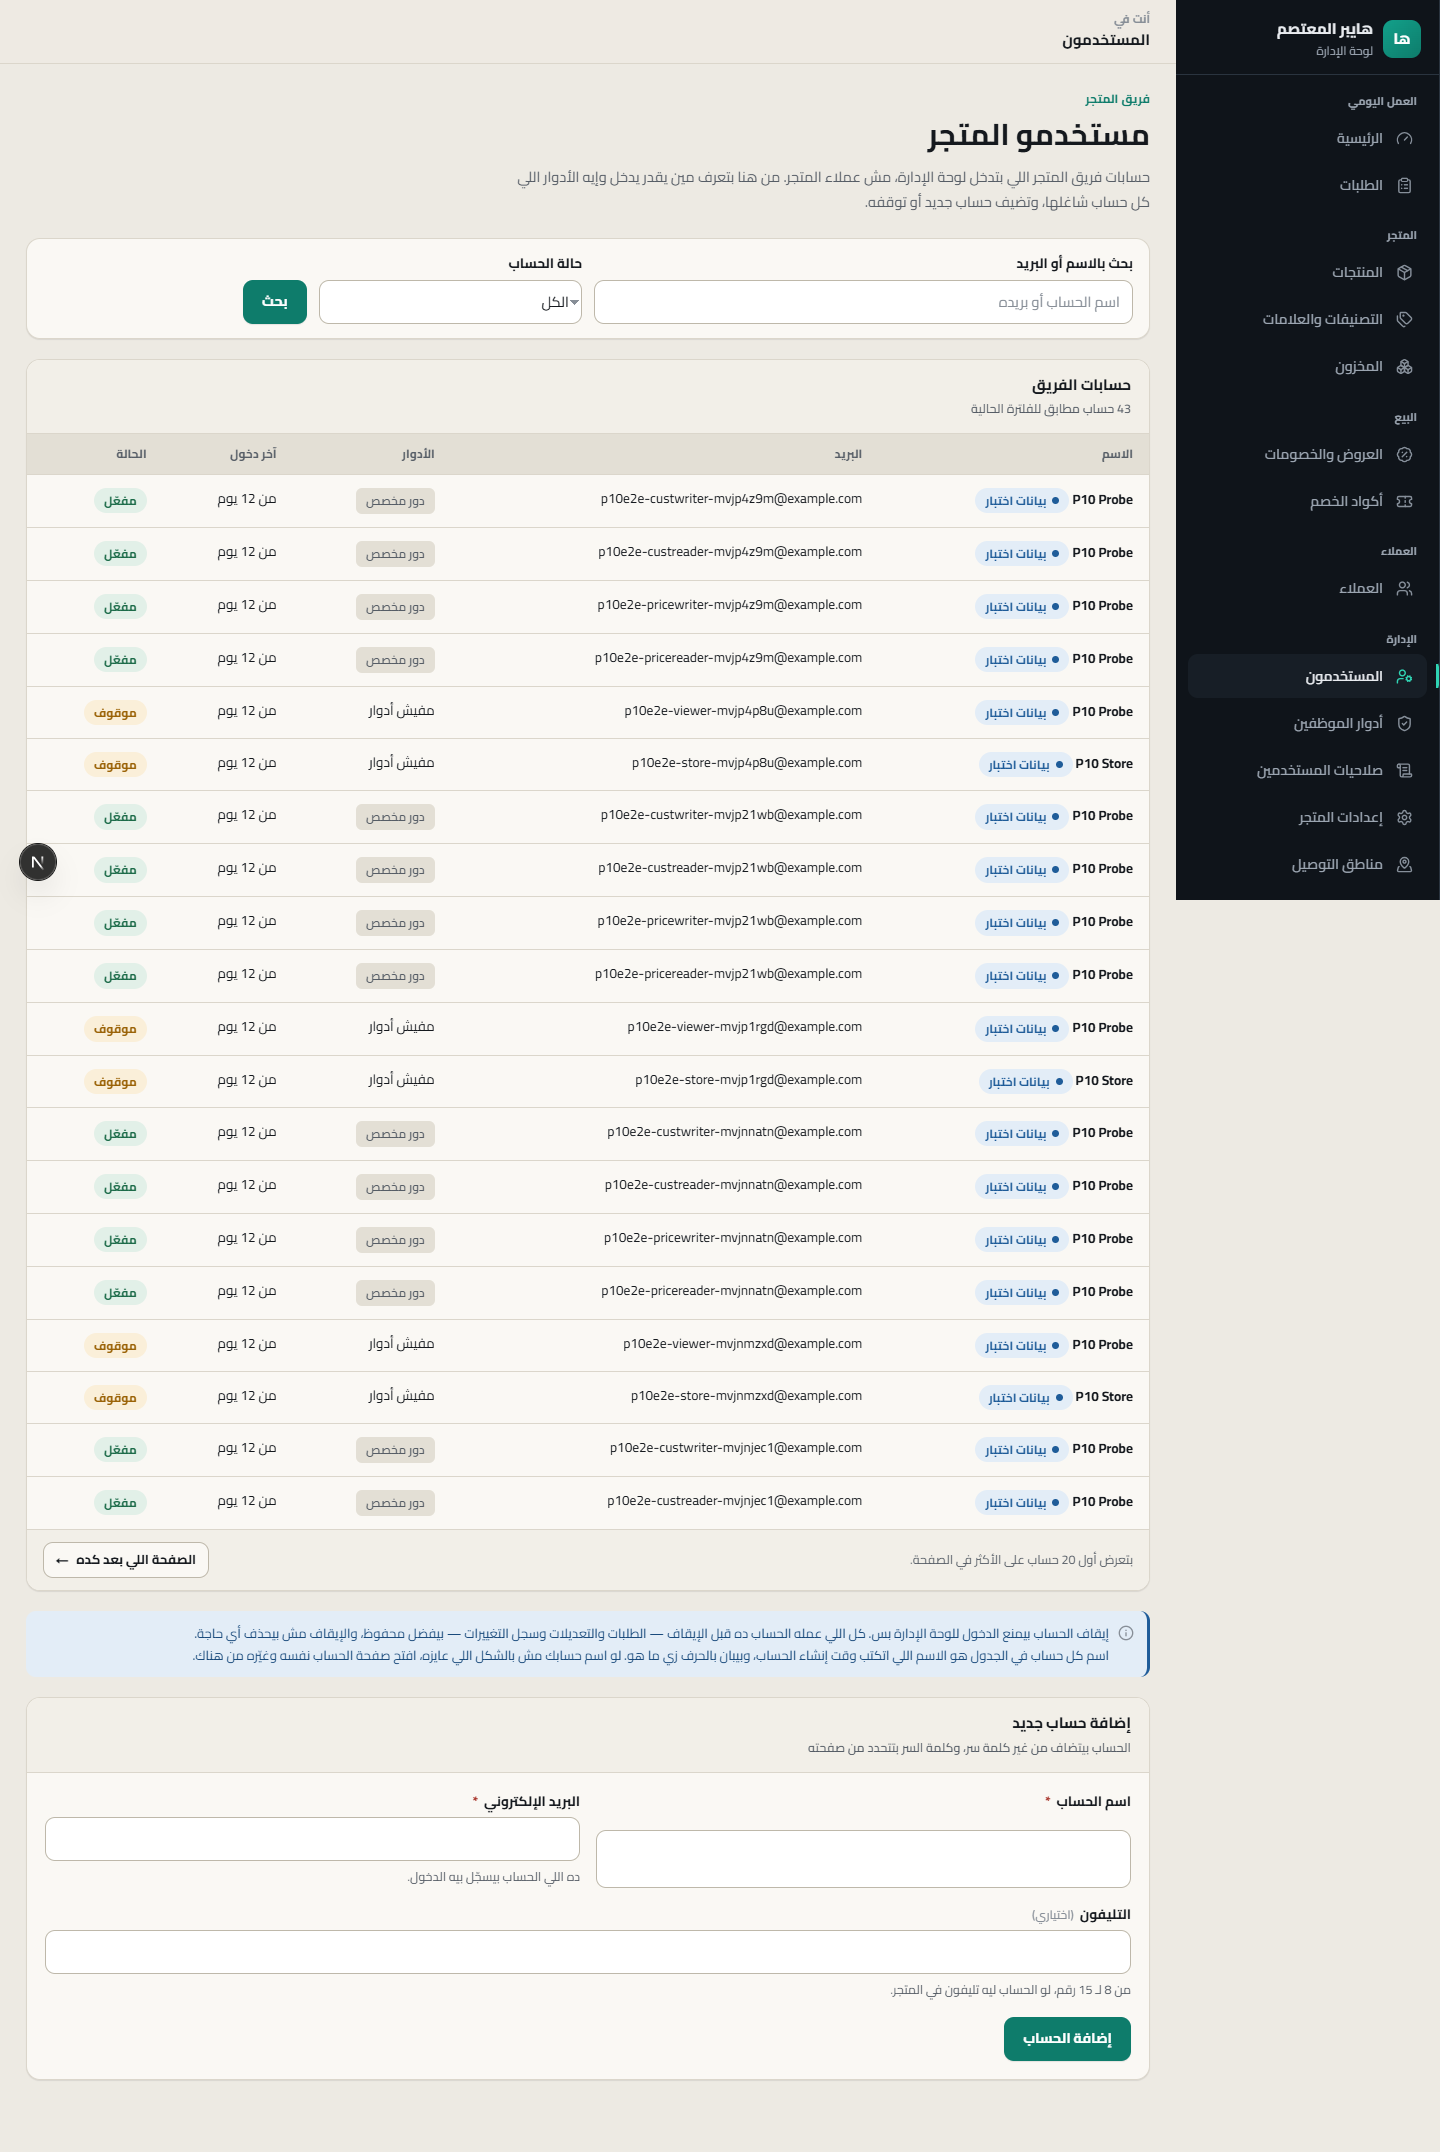 ها
هايبر المعتصم
لوحة الإدارة
العمل اليومي
الرئيسية
الطلبات
المتجر
المنتجات
التصنيفات والعلامات
المخزون
البيع
العروض والخصومات
أكواد الخصم
العملاء
العملاء
الإدارة
المستخدمون
أدوار الموظفين
صلاحيات المستخدمين
إعدادات المتجر
مناطق التوصيل
أنت في
المستخدمون
فريق المتجر
مستخدمو المتجر
حسابات فريق المتجر اللي بتدخل لوحة الإدارة، مش عملاء المتجر. من هنا بتعرف مين يقدر يدخل وإيه الأدوار اللي
كل حساب شاغلها، وتضيف حساب جديد أو توقفه.
بحث بالاسم أو البريد
حالة الحساب
اسم الحساب أو بريده
الكل
بحث
حسابات الفريق
43 حساب مطابق للفلترة الحالية
الاسم البريد الأدوار آخر دخول الحالة
P10 Probe بيانات اختبار p10e2e-custwriter-mvjp4z9m@example.com دور مخصص من 12 يوم مفعّل
P10 Probe بيانات اختبار p10e2e-custreader-mvjp4z9m@example.com دور مخصص من 12 يوم مفعّل
P10 Probe بيانات اختبار p10e2e-pricewriter-mvjp4z9m@example.com دور مخصص من 12 يوم مفعّل
P10 Probe بيانات اختبار p10e2e-pricereader-mvjp4z9m@example.com دور مخصص من 12 يوم مفعّل
P10 Probe بيانات اختبار p10e2e-viewer-mvjp4p8u@example.com مفيش أدوار من 12 يوم موقوف
P10 Store بيانات اختبار p10e2e-store-mvjp4p8u@example.com مفيش أدوار من 12 يوم موقوف
P10 Probe بيانات اختبار p10e2e-custwriter-mvjp21wb@example.com دور مخصص من 12 يوم مفعّل
P10 Probe بيانات اختبار p10e2e-custreader-mvjp21wb@example.com دور مخصص من 12 يوم مفعّل
P10 Probe بيانات اختبار p10e2e-pricewriter-mvjp21wb@example.com دور مخصص من 12 يوم مفعّل
P10 Probe بيانات اختبار p10e2e-pricereader-mvjp21wb@example.com دور مخصص من 12 يوم مفعّل
P10 Probe بيانات اختبار p10e2e-viewer-mvjp1rgd@example.com مفيش أدوار من 12 يوم موقوف
P10 Store بيانات اختبار p10e2e-store-mvjp1rgd@example.com مفيش أدوار من 12 يوم موقوف
P10 Probe بيانات اختبار p10e2e-custwriter-mvjnnatn@example.com دور مخصص من 12 يوم مفعّل
P10 Probe بيانات اختبار p10e2e-custreader-mvjnnatn@example.com دور مخصص من 12 يوم مفعّل
P10 Probe بيانات اختبار p10e2e-pricewriter-mvjnnatn@example.com دور مخصص من 12 يوم مفعّل
P10 Probe بيانات اختبار p10e2e-pricereader-mvjnnatn@example.com دور مخصص من 12 يوم مفعّل
P10 Probe بيانات اختبار p10e2e-viewer-mvjnmzxd@example.com مفيش أدوار من 12 يوم موقوف
P10 Store بيانات اختبار p10e2e-store-mvjnmzxd@example.com مفيش أدوار من 12 يوم موقوف
P10 Probe بيانات اختبار p10e2e-custwriter-mvjnjec1@example.com دور مخصص من 12 يوم مفعّل
P10 Probe بيانات اختبار p10e2e-custreader-mvjnjec1@example.com دور مخصص من 12 يوم مفعّل
N
بتعرض أول 20 حساب على الأكثر في الصفحة.
الصفحة اللي بعد كده ←
إيقاف الحساب بيمنع الدخول للوحة الإدارة بس. كل اللي عمله الحساب ده قبل الإيقاف — الطلبات والتعديلات وسجل التغييرات — بيفضل محفوظ، والإيقاف مش بيحذف أي حاجة.
اسم كل حساب في الجدول هو الاسم اللي اتكتب وقت إنشاء الحساب، وبيبان بالحرف زي ما هو. لو اسم حسابك مش بالشكل اللي عايزه، افتح صفحة الحساب نفسه وغيّره من هناك.
إضافة حساب جديد
الحساب بيتضاف من غير كلمة سر، وكلمة السر بتتحدد من صفحته
اسم الحساب *
البريد الإلكتروني *
ده اللي الحساب بيسجّل بيه الدخول.
التليفون (اختياري)
من 8 لـ 15 رقم، لو الحساب ليه تليفون في المتجر.
إضافة الحساب